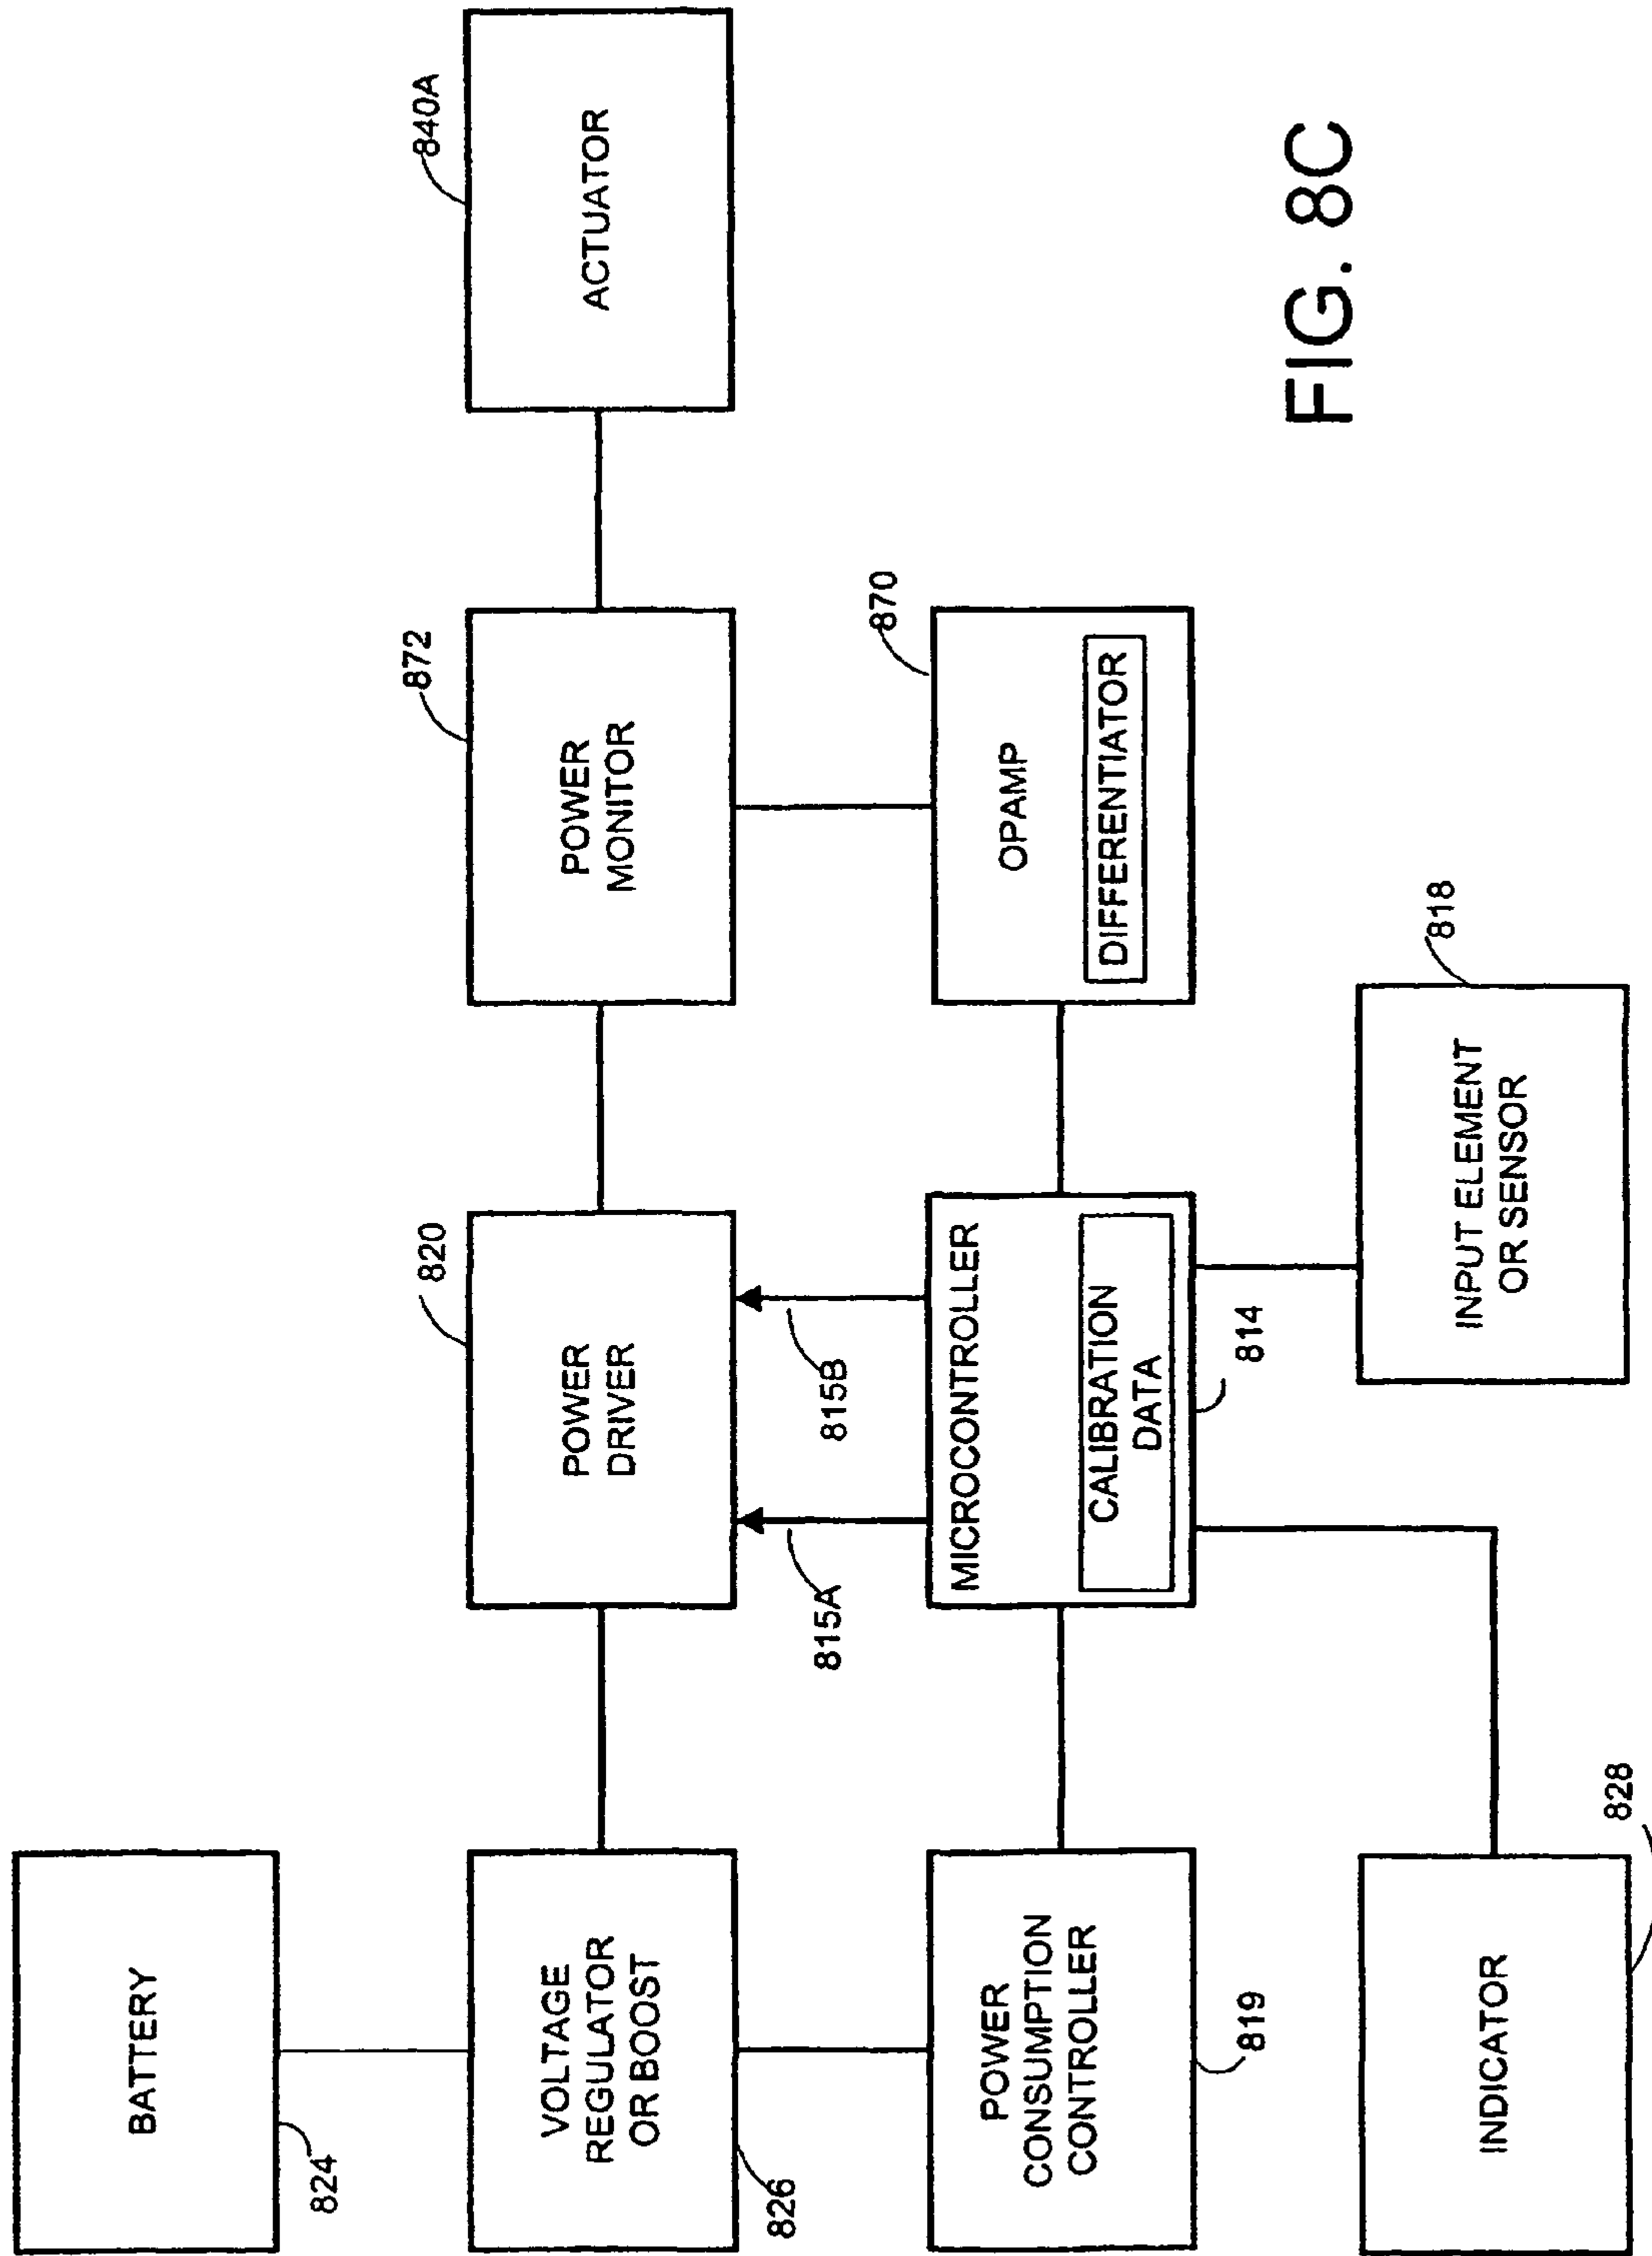 BATTERY
824
VOLTAGE
REGULATOR
OR BOOST
826
POWER
DRIVER
820
POWER
MONITOR
872
ACTUATOR
840A
815A
815B
POWER
CONSUMPTION
CONTROLLER
819
MICROCONTROLLER
CALIBRATION
DATA
814
OPAMP
DIFFERENTIATOR
870
INDICATOR
828
INPUT ELEMENT
OR SENSOR
818
FIG. 8C